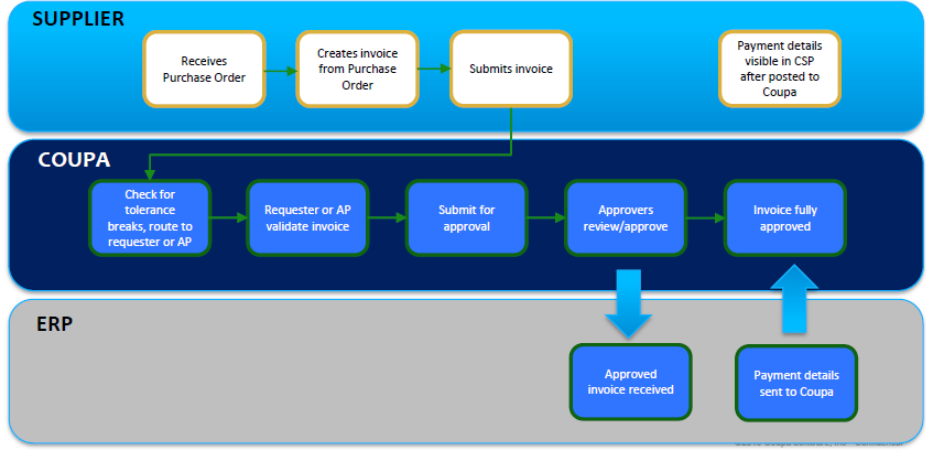 SUPPLIER
Receives
Purchase Order
Creates invoice
from Purchase
Order
Submits invoice
Payment details
visible in CSP
after posted to
Coupa
COUPA
Check for
tolerance
breaks, route to
requester or AP
Requester or AP
validate invoice
Submit for
approval
Approvers
review/approve
Invoice fully
approved
ERP
Approved
invoice received
Payment details
sent to Coupa